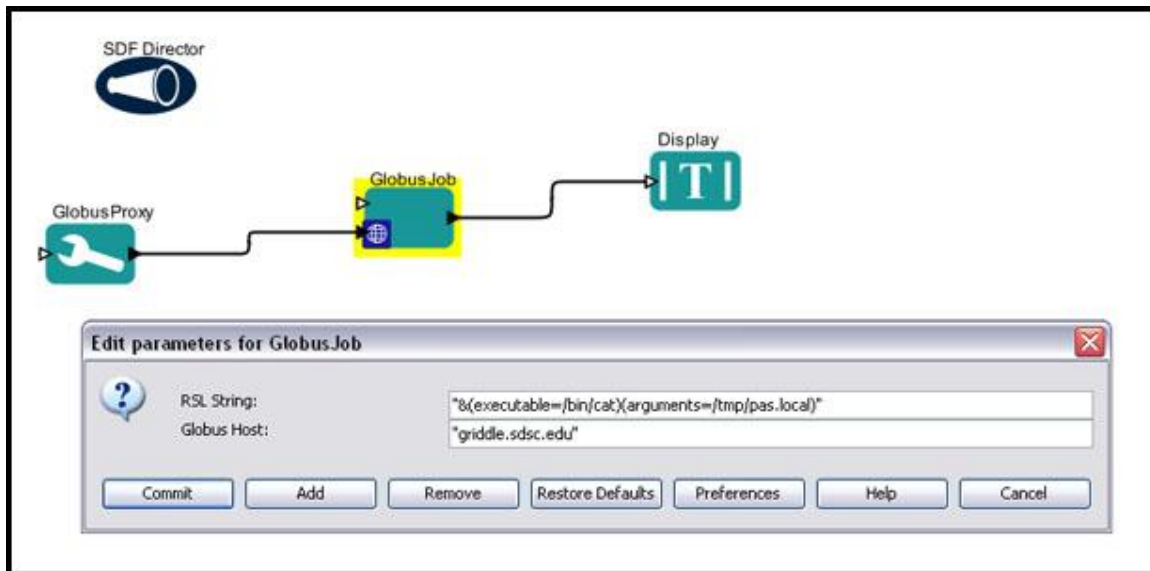 SDF Director
Display
GlobusJob
GlobusProxy
T
Edit parameters for GlobusJob
?
RSL String:
"&(executable=/bin/cat)(arguments=/tmp/pas.local)"
Globus Host:
"griddle.sdsc.edu"
Commit
Add
Remove
Restore Defaults
Preferences
Help
Cancel